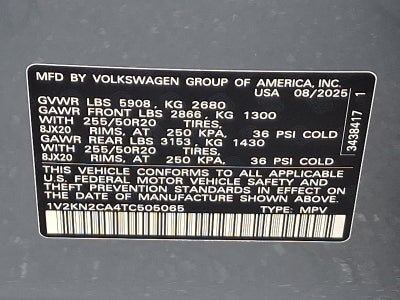 MFD BY VOLKSWAGEN GROUP OF AMERICA, INC.
USA 08/2025
GVWR LBS 5908, KG 2680
GAWR FRONT LBS 2866, KG 1300
WITH 255/50R20 TIRES,
8JX20 RIMS, AT 250 KPA, 36 PSI COLD
GAWR REAR LBS 3153, KG 1430
WITH 255/50R20 TIRES,
8JX20 RIMS, AT 250 KPA, 36 PSI COLD
THIS VEHICLE CONFORMS TO ALL APPLICABLE
U.S. FEDERAL MOTOR VEHICLE SAFETY AND
THEFT PREVENTION STANDARDS IN EFFECT ON
THE DATE OF MANUFACTURE SHOWN ABOVE.
1V2KN2CA4TC505065 TYPE: MPV
3438417 1